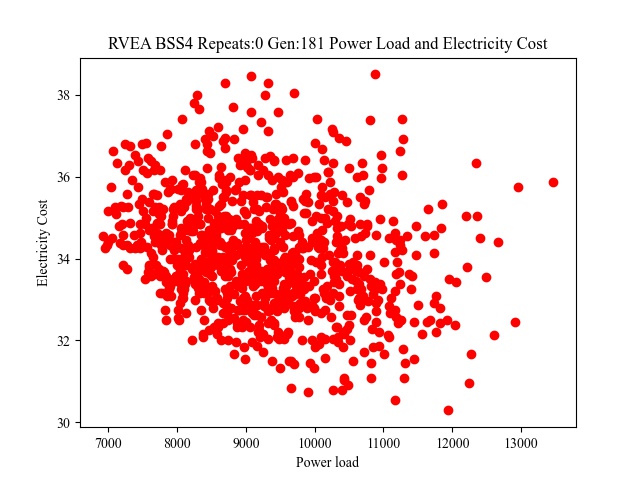 RVEA BSS4 Repeats:0 Gen:181 Power Load and Electricity Cost
38
36
34
32
30
Electricity Cost
7000 8000 9000 10000 11000 12000 13000
Power load